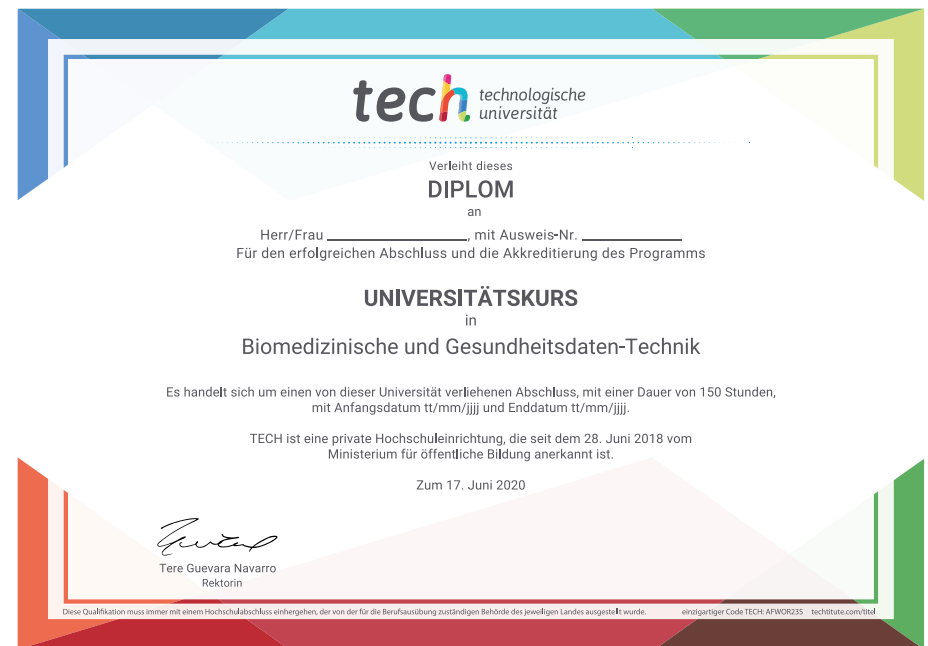 tech technologische
universität
Verleiht dieses
DIPLOM
an
Herr/Frau ________________, mit Ausweis-Nr. ____________
Für den erfolgreichen Abschluss und die Akkreditierung des Programms
UNIVERSITÄTSKURS
in
Biomedizinische und Gesundheitsdaten-Technik
Es handelt sich um einen von dieser Universität verliehenen Abschluss, mit einer Dauer von 150 Stunden,
mit Anfangsdatum tt/mm/jjjj und Enddatum tt/mm/jjjj.
TECH ist eine private Hochschuleinrichtung, die seit dem 28. Juni 2018 vom
Ministerium für öffentliche Bildung anerkannt ist.
Zum 17. Juni 2020
Tere Guevara Navarro
Rektorin
Diese Qualifikation muss immer mit einem Hochschulabschluss einhergehen, der von der für die Berufsausübung zuständigen Behörde des jeweiligen Landes ausgestellt wurde. einzigartiger Code TECH: AFWOR23S techtitute.com/titel